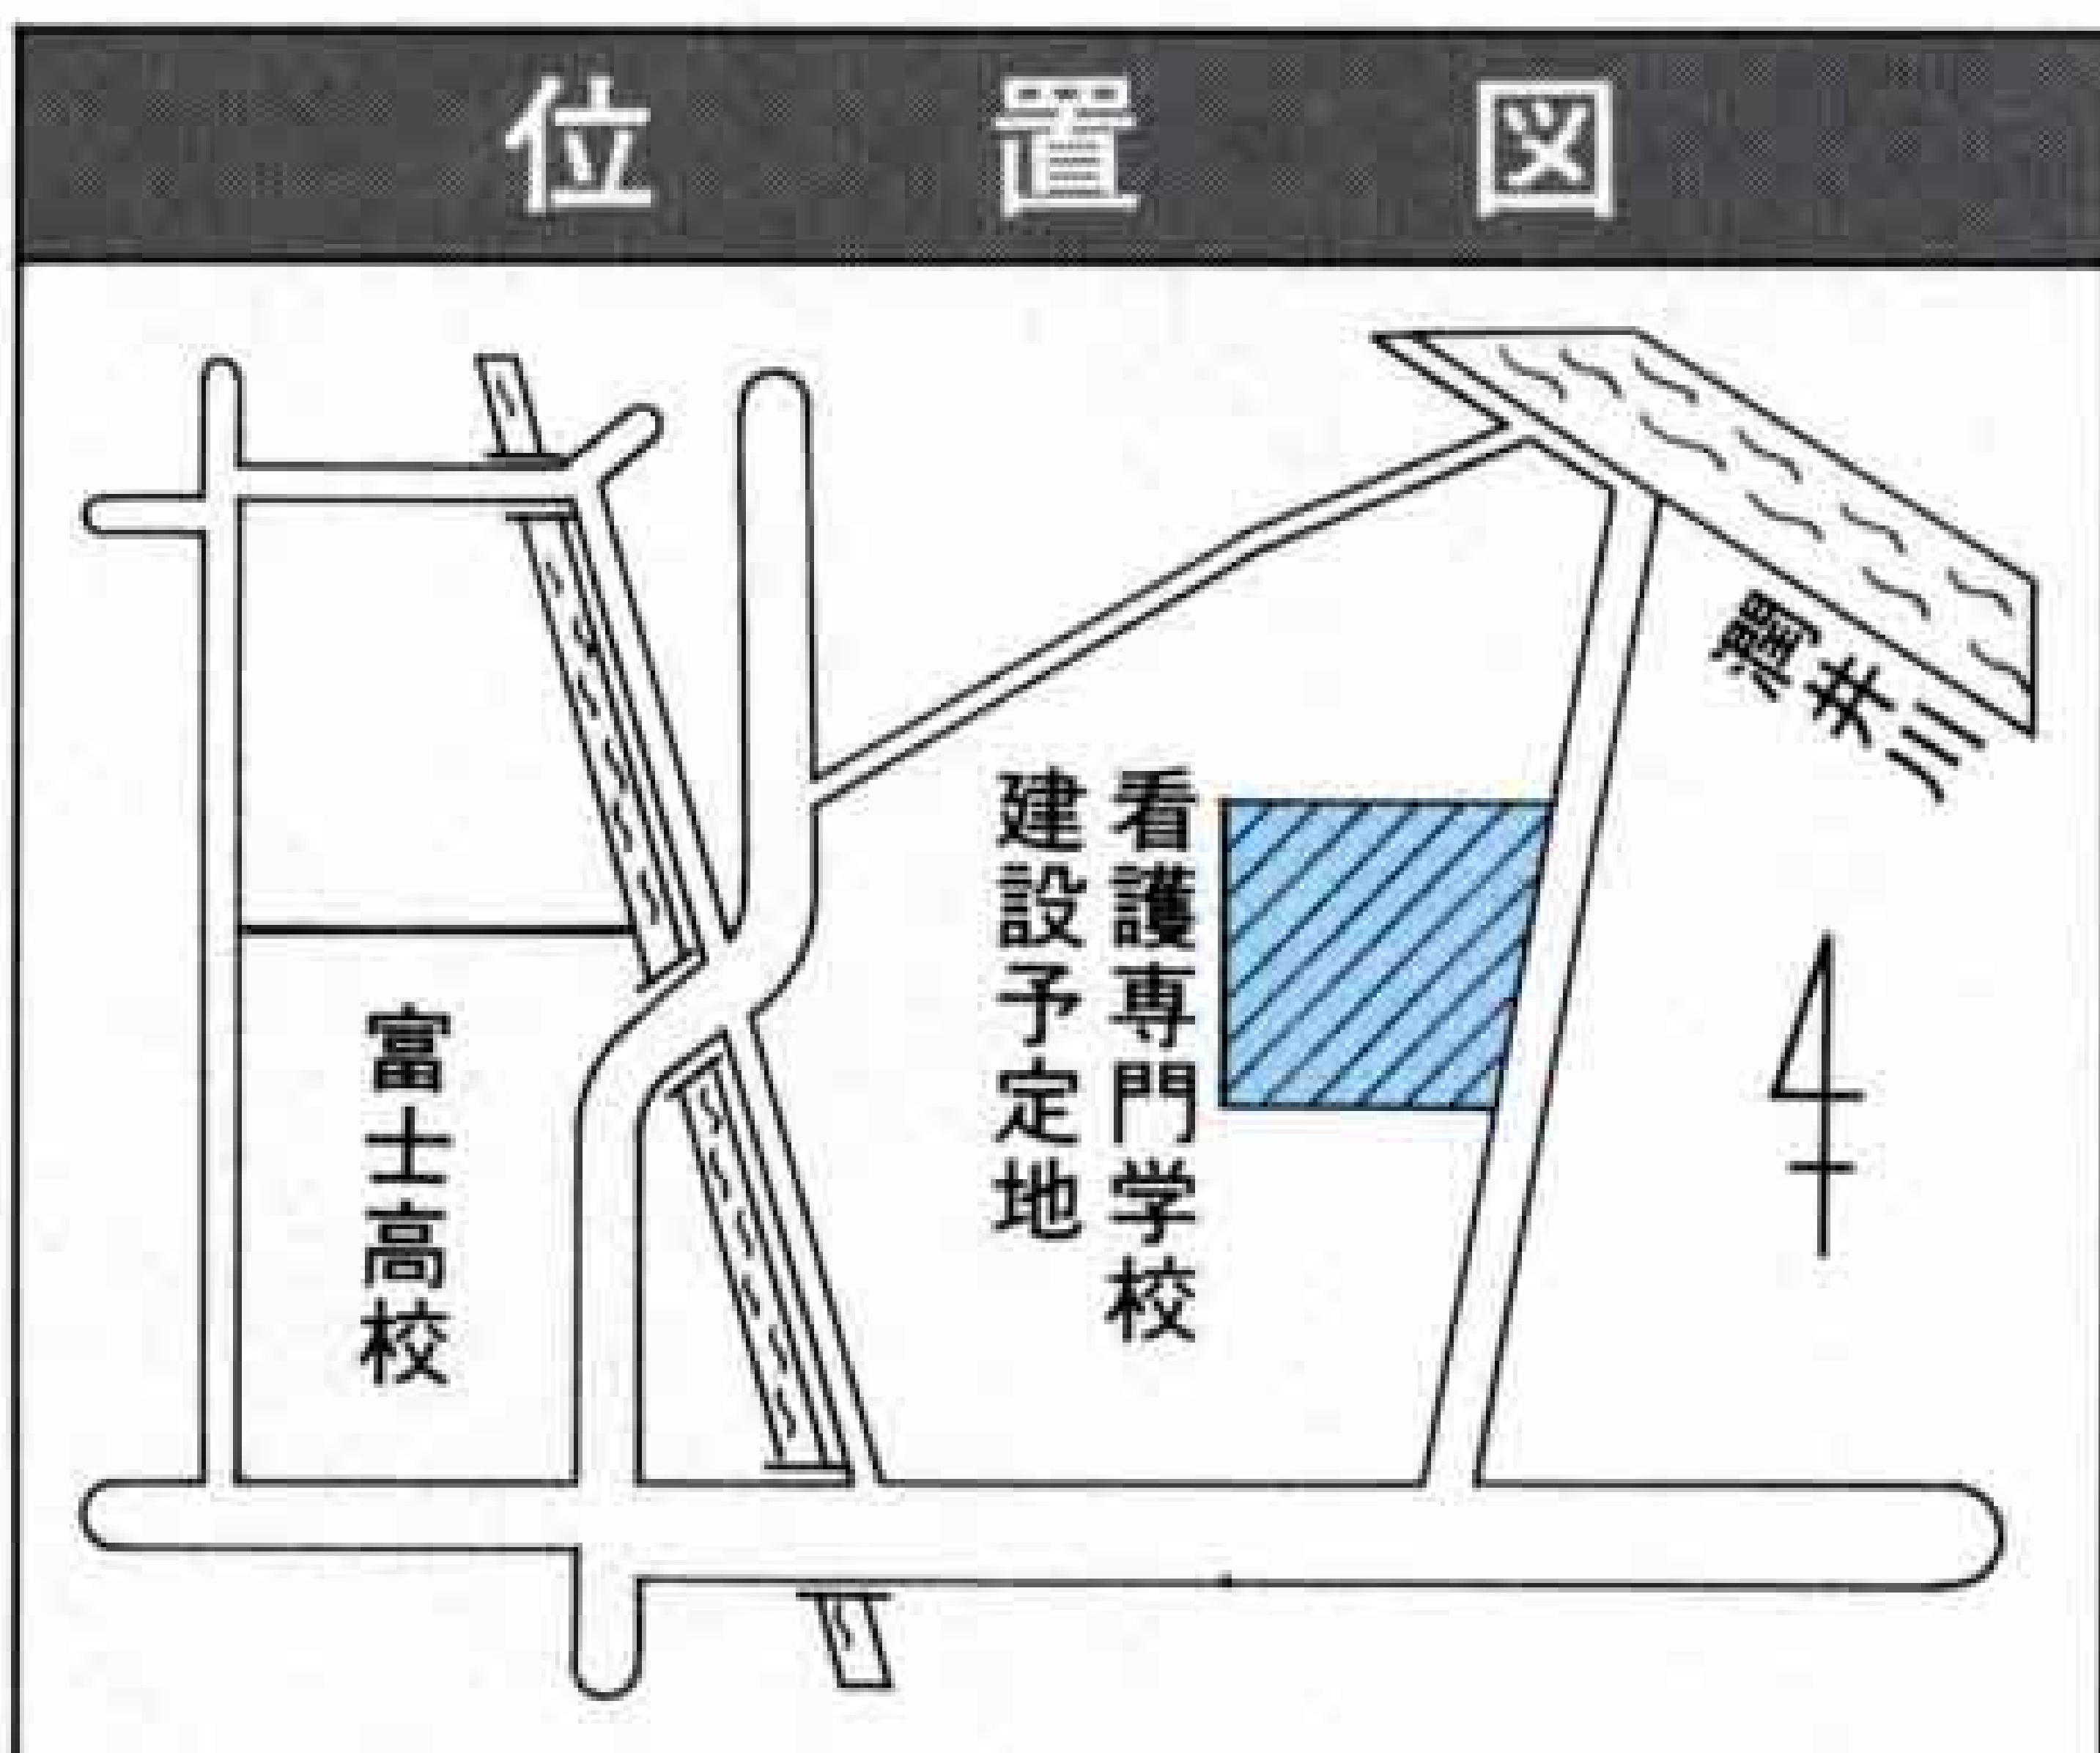 位置図
潤井川
看護専門学校
建設予定地
富士高校